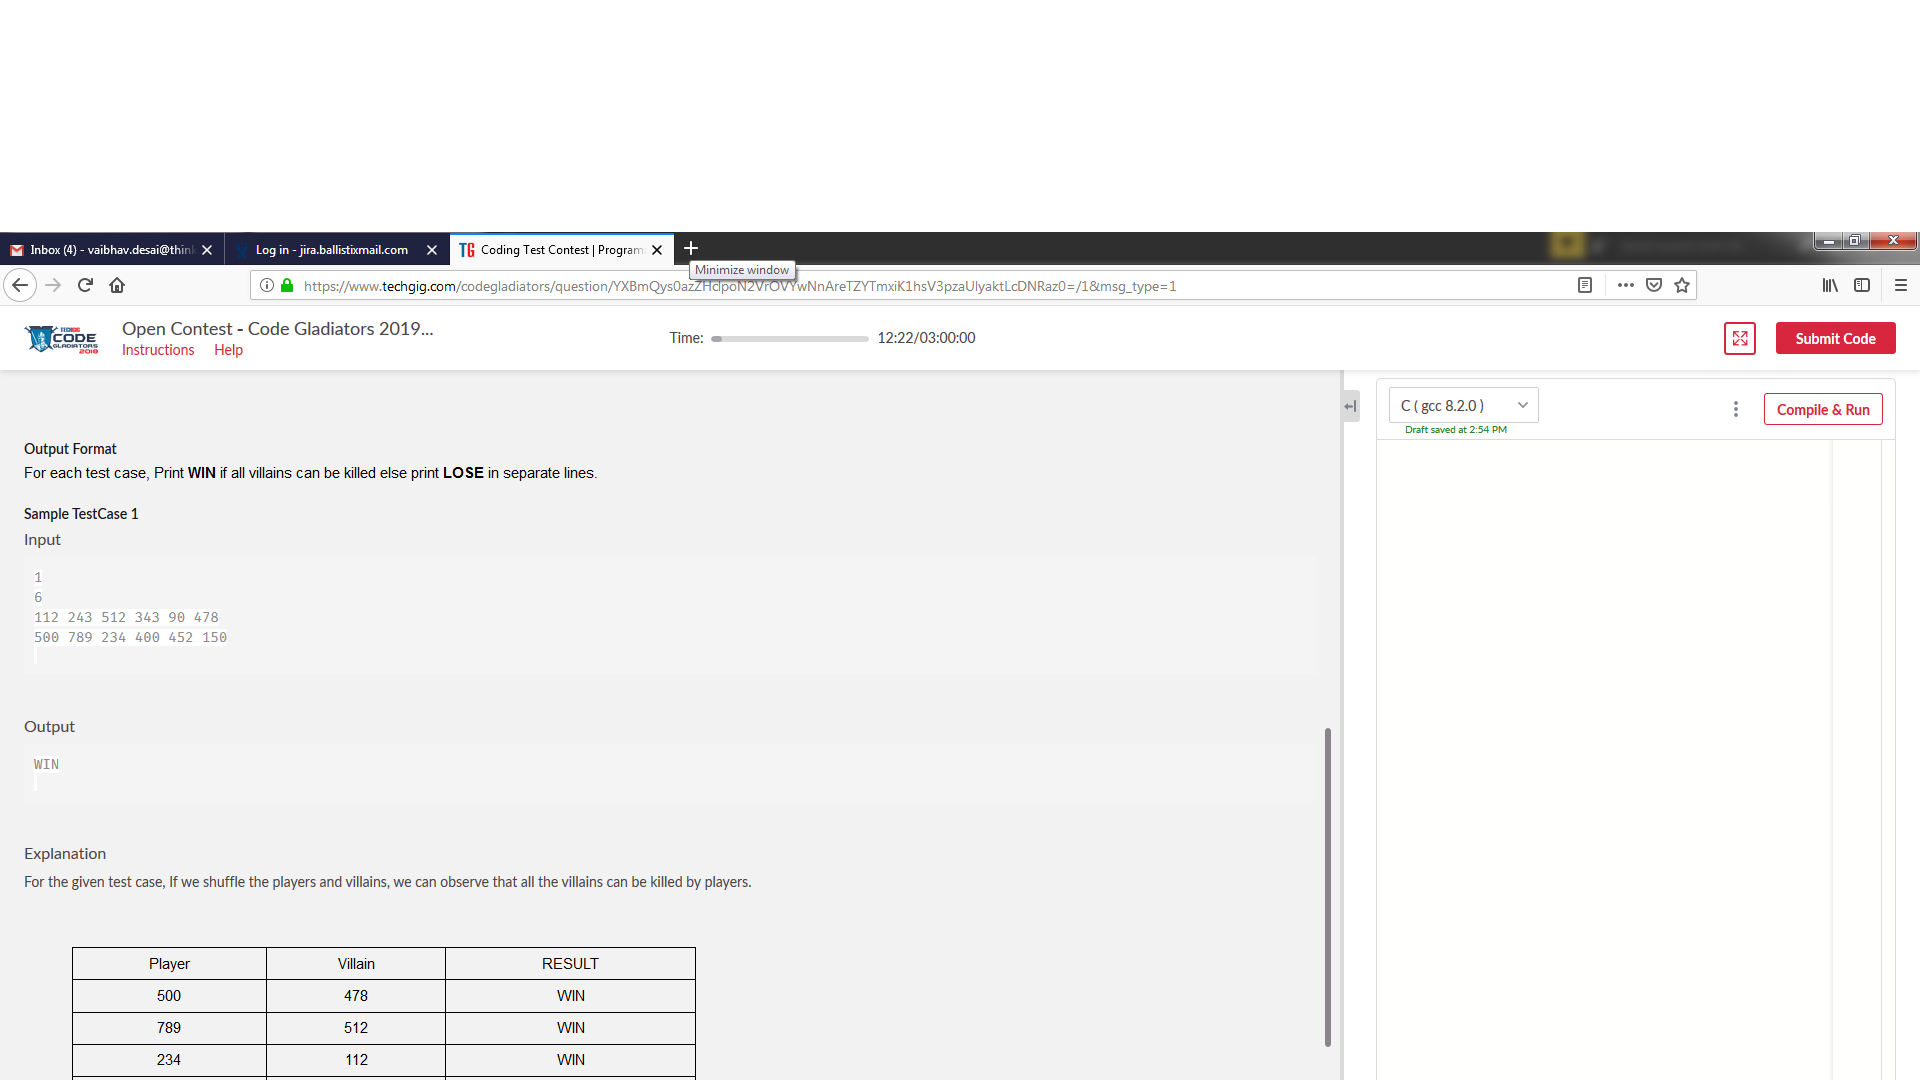 Inbox (4) - vaibhav.desai@thin
Log in - jira.ballistixmail.com
TG Coding Test Contest | Program
Minimize window
https://www.techgig.com/codegladiators/question/YXBmQys0azZHclpoN2VrOVYwNnAreTZYTmxiK1hsV3pzaUlyaktLcDNRaz0=/1&msg_type=1
CODE
GLADIATORS
Open Contest - Code Gladiators 2019...
Instructions Help
Time: 12:22/03:00:00
Submit Code
C ( gcc 8.2.0 )
Draft saved at 2:54 PM
Compile & Run
Output Format
For each test case, Print WIN if all villains can be killed else print LOSE in separate lines.
Sample TestCase 1
Input
1
6
112 243 512 343 90 478
500 789 234 400 452 150
Output
WIN
Explanation
For the given test case, If we shuffle the players and villains, we can observe that all the villains can be killed by players.
Player Villain RESULT
500 478 WIN
789 512 WIN
234 112 WIN